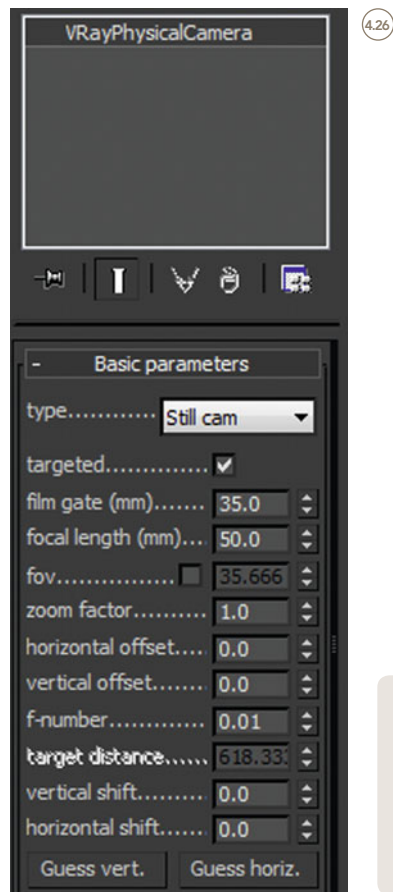 VRayPhysicalCamera
4.26
- Basic parameters
type............ Still cam
targeted..............
film gate (mm)....... 35.0
focal length (mm).... 50.0
fov................ 35.666
zoom factor.......... 1.0
horizontal offset..... 0.0
vertical offset....... 0.0
f-number............. 0.01
target distance...... 618.33
vertical shift......... 0.0
horizontal shift...... 0.0
Guess vert. Guess horiz.